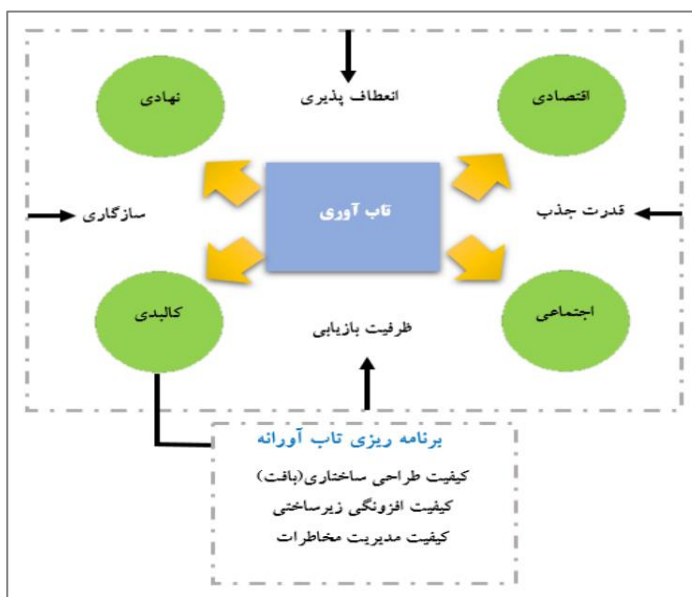 نهادی
انعطاف پذیری
اقتصادی
تاب آوری
سازگاری
قدرت جذب
کالبدی
اجتماعی
ظرفیت بازیابی
برنامه ریزی تاب آورانه
کیفیت طراحی ساختاری(بافت)
کیفیت افزونگی زیرساختی
کیفیت مدیریت مخاطرات